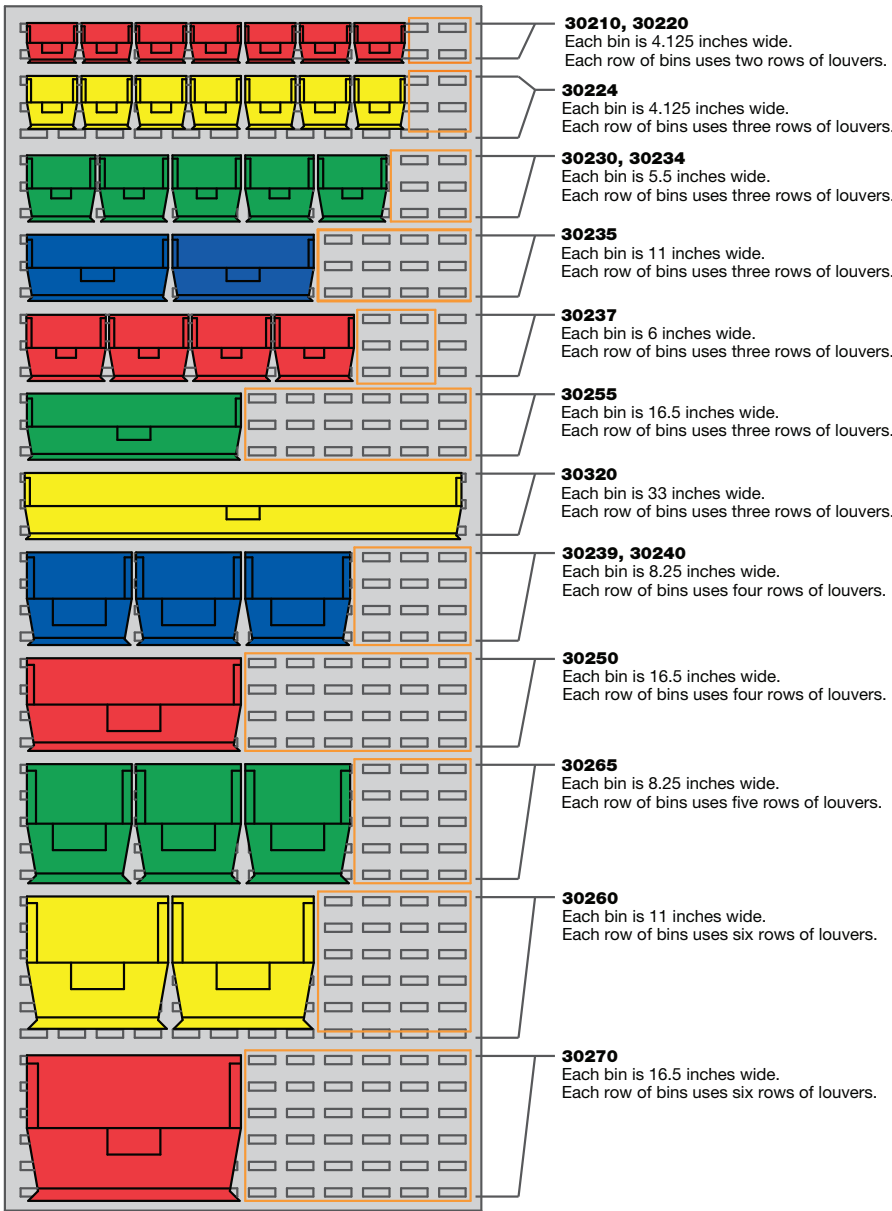 30210, 30220
Each bin is 4.125 inches wide.
Each row of bins uses two rows of louvers.
30224
Each bin is 4.125 inches wide.
Each row of bins uses three rows of louvers.
30230, 30234
Each bin is 5.5 inches wide.
Each row of bins uses three rows of louvers.
30235
Each bin is 11 inches wide.
Each row of bins uses three rows of louvers.
30237
Each bin is 6 inches wide.
Each row of bins uses three rows of louvers.
30255
Each bin is 16.5 inches wide.
Each row of bins uses three rows of louvers.
30320
Each bin is 33 inches wide.
Each row of bins uses three rows of louvers.
30239, 30240
Each bin is 8.25 inches wide.
Each row of bins uses four rows of louvers.
30250
Each bin is 16.5 inches wide.
Each row of bins uses four rows of louvers.
30265
Each bin is 8.25 inches wide.
Each row of bins uses five rows of louvers.
30260
Each bin is 11 inches wide.
Each row of bins uses six rows of louvers.
30270
Each bin is 16.5 inches wide.
Each row of bins uses six rows of louvers.